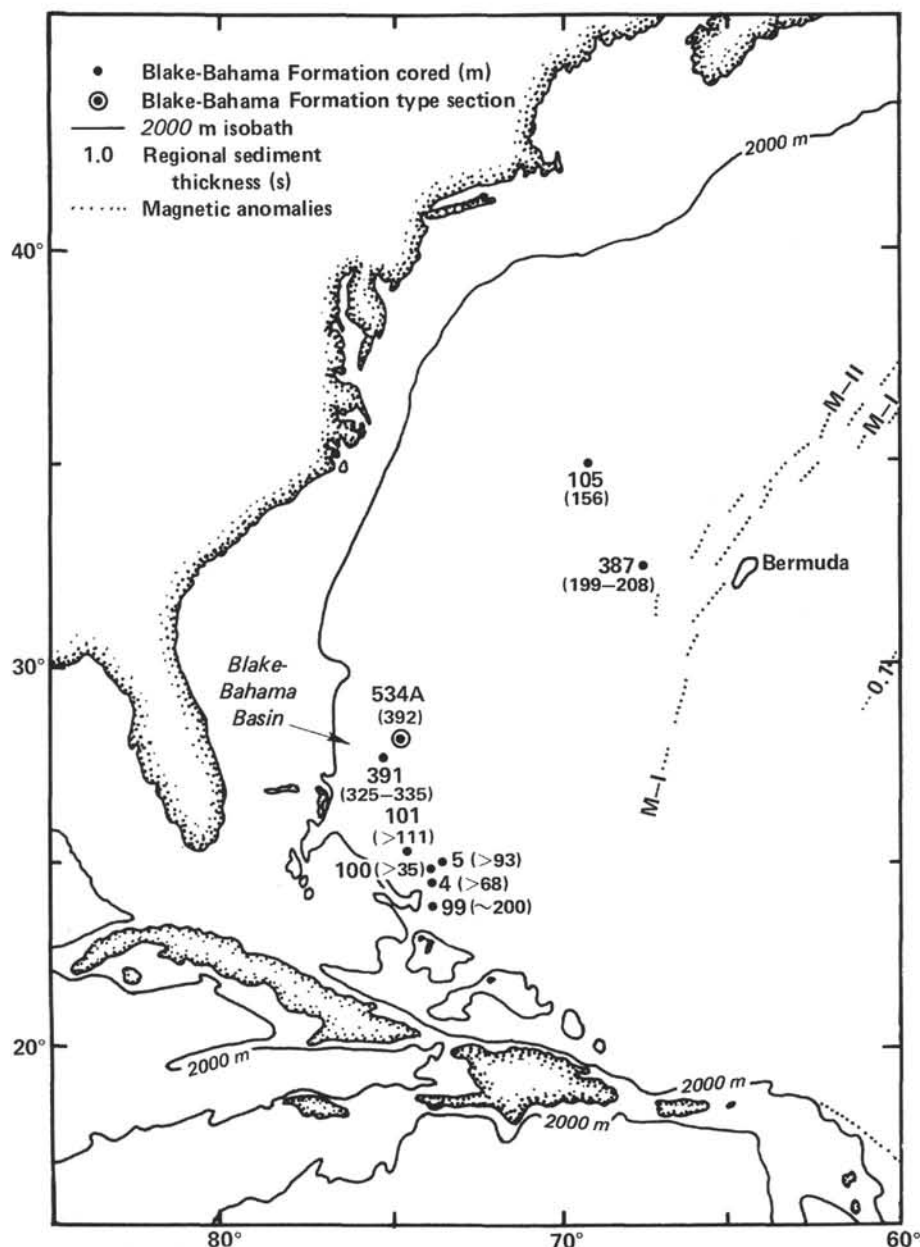 Blake-Bahama Formation cored (m)
Blake-Bahama Formation type section
2000 m isobath
1.0 Regional sediment
thickness (s)
Magnetic anomalies
2000 m
40°
M–II
M–I
105
(156)
387
(199–208)
Bermuda
30°
Blake-
Bahama
Basin
534A
(392)
0.1
391
(325–335)
M–I
101
(>111)
5 (>93)
100 (>35)
4 (>68)
99 (~200)
20°
2000 m
2000 m
2000 m
80°
70°
60°